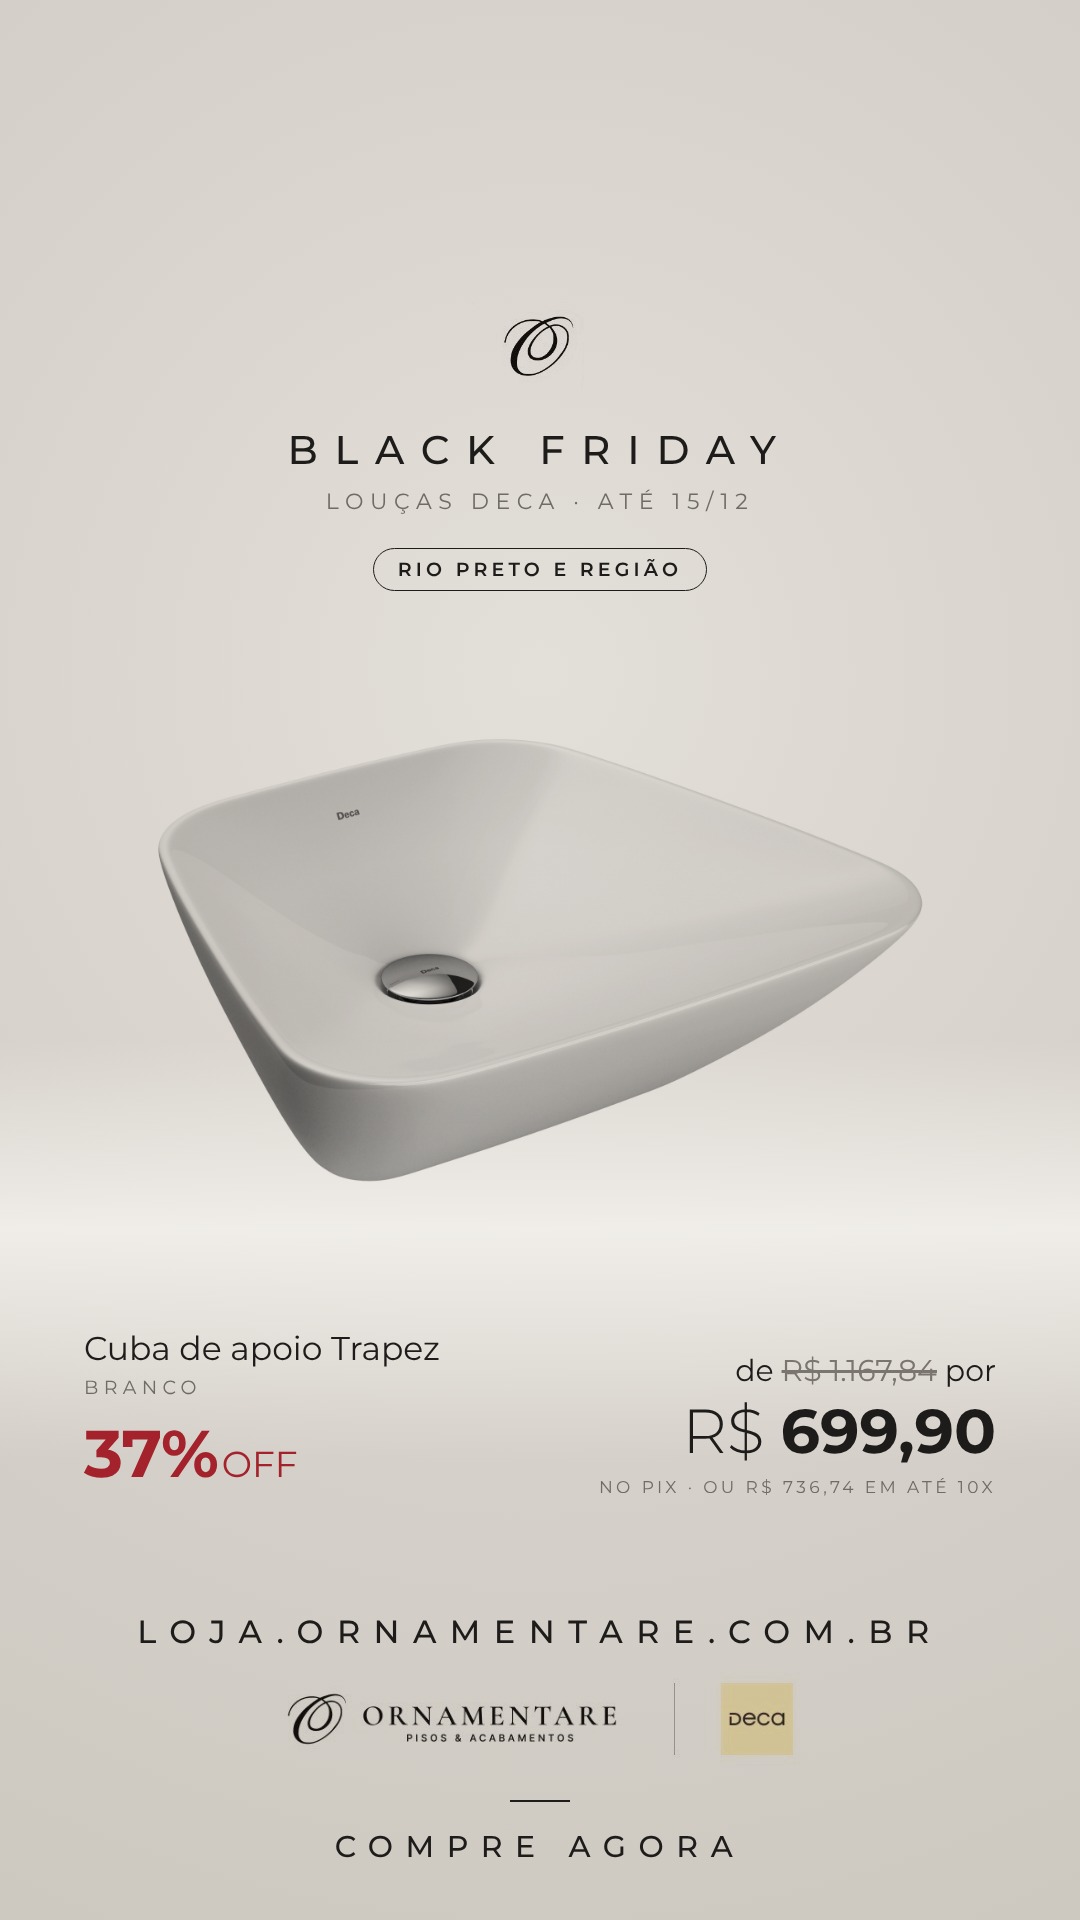 O
BLACK FRIDAY
LOUÇAS DECA · ATÉ 15/12
RIO PRETO E REGIÃO
Deca
Deca
Cuba de apoio Trapez
BRANCO
37% OFF
de R$ 1.167,84 por
R$ 699,90
NO PIX · OU R$ 736,74 EM ATÉ 10X
LOJA.ORNAMENTARE.COM.BR
O ORNAMENTARE
PISOS & ACABAMENTOS
Deca
COMPRE AGORA